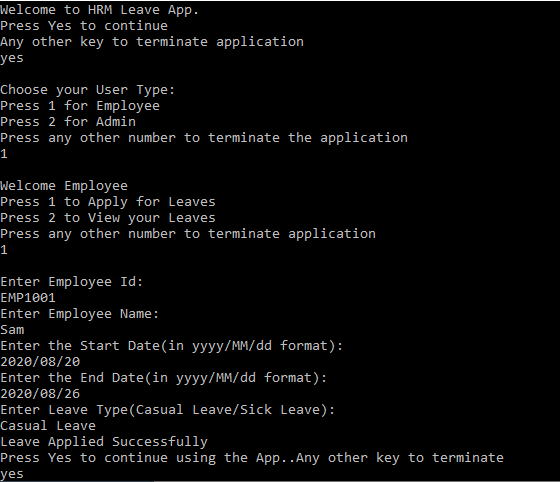 Welcome to HRM Leave App.
Press Yes to continue
Any other key to terminate application
yes
Choose your User Type:
Press 1 for Employee
Press 2 for Admin
Press any other number to terminate the application
1
Welcome Employee
Press 1 to Apply for Leaves
Press 2 to View your Leaves
Press any other number to terminate application
1
Enter Employee Id:
EMP1001
Enter Employee Name:
Sam
Enter the Start Date(in yyyy/MM/dd format):
2020/08/20
Enter the End Date(in yyyy/MM/dd format):
2020/08/26
Enter Leave Type(Casual Leave/Sick Leave):
Casual Leave
Leave Applied Successfully
Press Yes to continue using the App..Any other key to terminate
yes